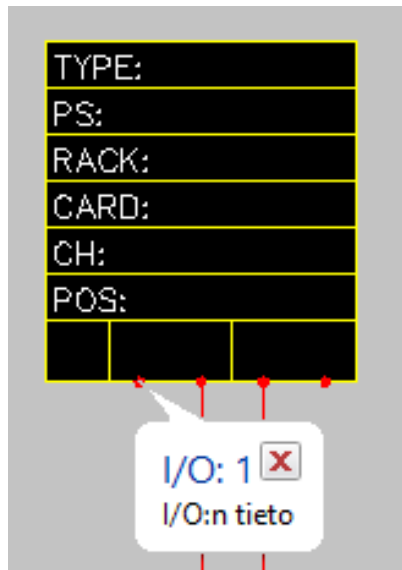 TYPE:
PS:
RACK:
CARD:
CH:
POS:
I/O: 1
I/O:n tieto